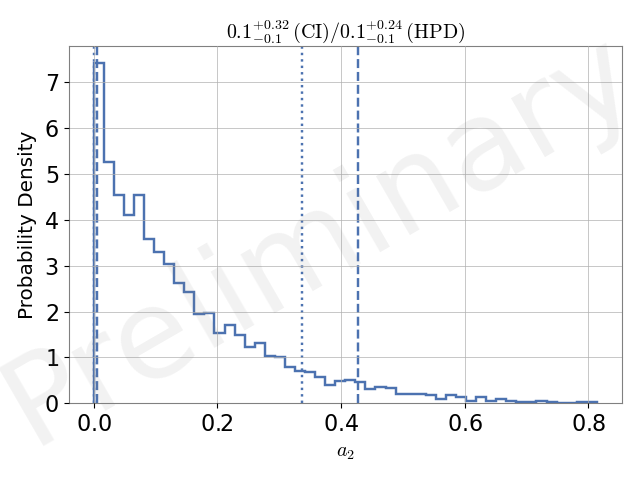 0.1^{+0.32}_{-0.1} (CI)/0.1^{+0.24}_{-0.1} (HPD)
Probability Density
7
6
5
4
3
2
1
0
0.0 0.2 0.4 0.6 0.8
a_2
Preliminary